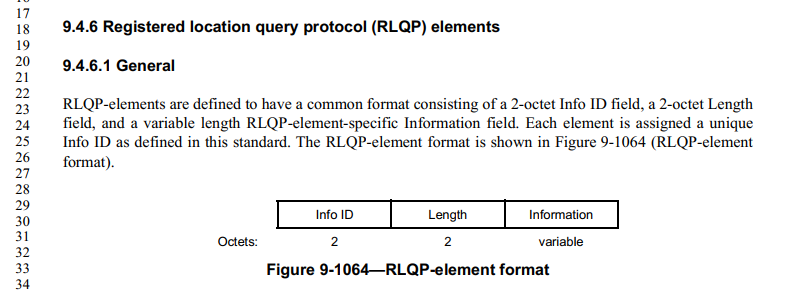 17
18 9.4.6 Registered location query protocol (RLQP) elements
19
20 9.4.6.1 General
21
22
23 RLQP-elements are defined to have a common format consisting of a 2-octet Info ID field, a 2-octet Length
24 field, and a variable length RLQP-element-specific Information field. Each element is assigned a unique
25 Info ID as defined in this standard. The RLQP-element format is shown in Figure 9-1064 (RLQP-element
26 format).
27
28
29
30 Info ID Length Information
31 Octets: 2 2 variable
32
33 Figure 9-1064—RLQP-element format
34